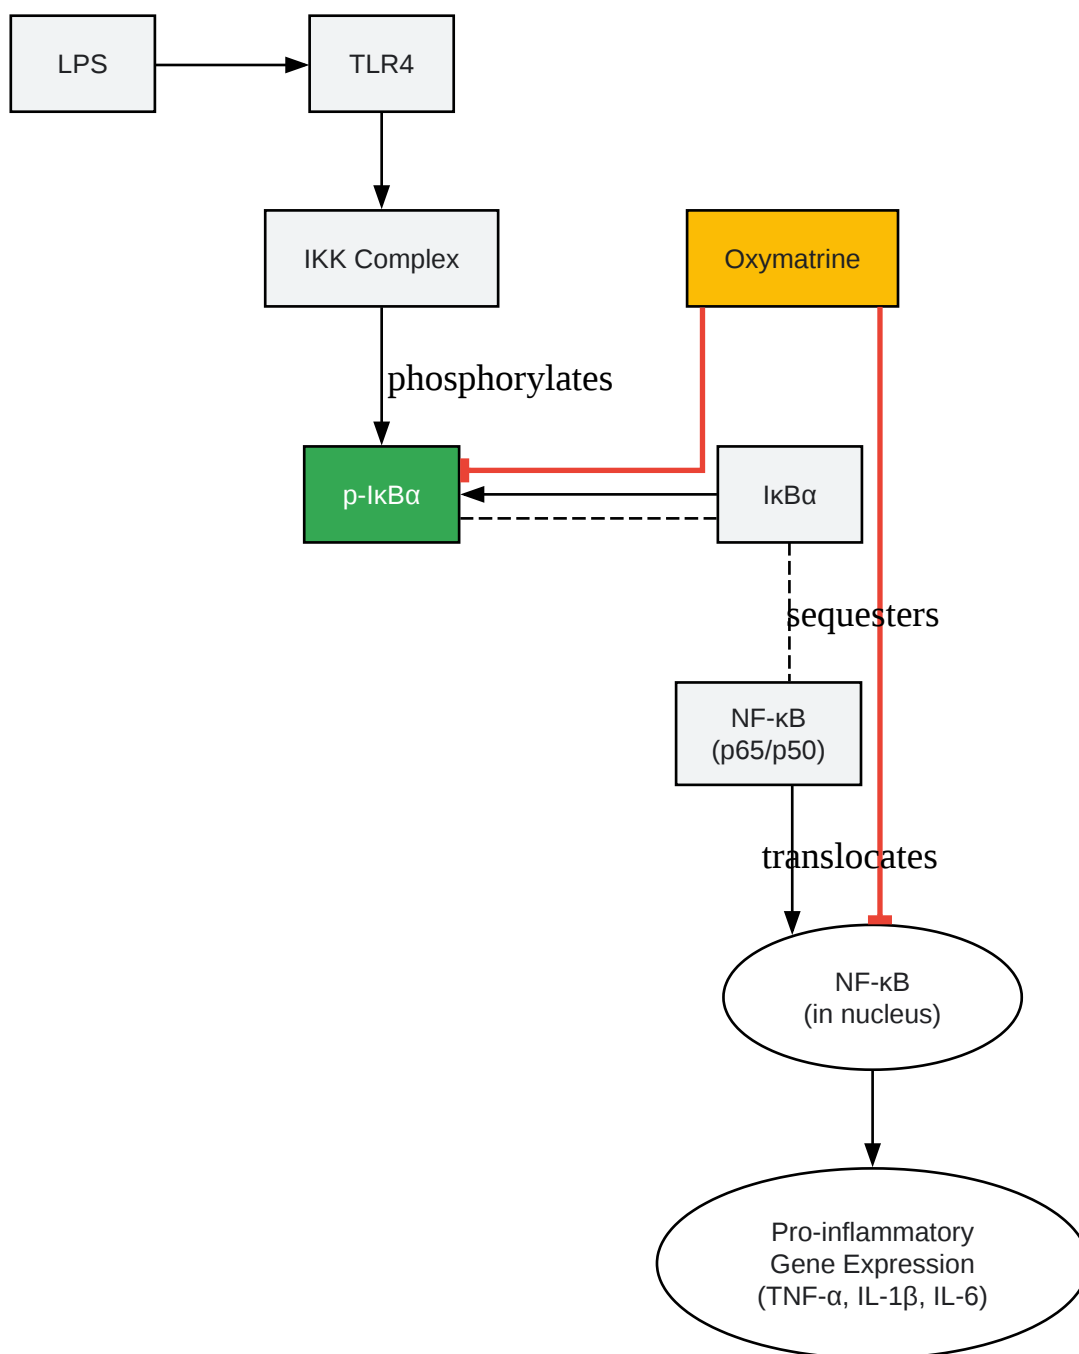 LPS
TLR4
IKK Complex
Oxymatrine
phosphorylates
p-IκBα
IκBα
sequesters
NF-κB
(p65/p50)
translocates
NF-κB
(in nucleus)
Pro-inflammatory
Gene Expression
(TNF-α, IL-1β, IL-6)